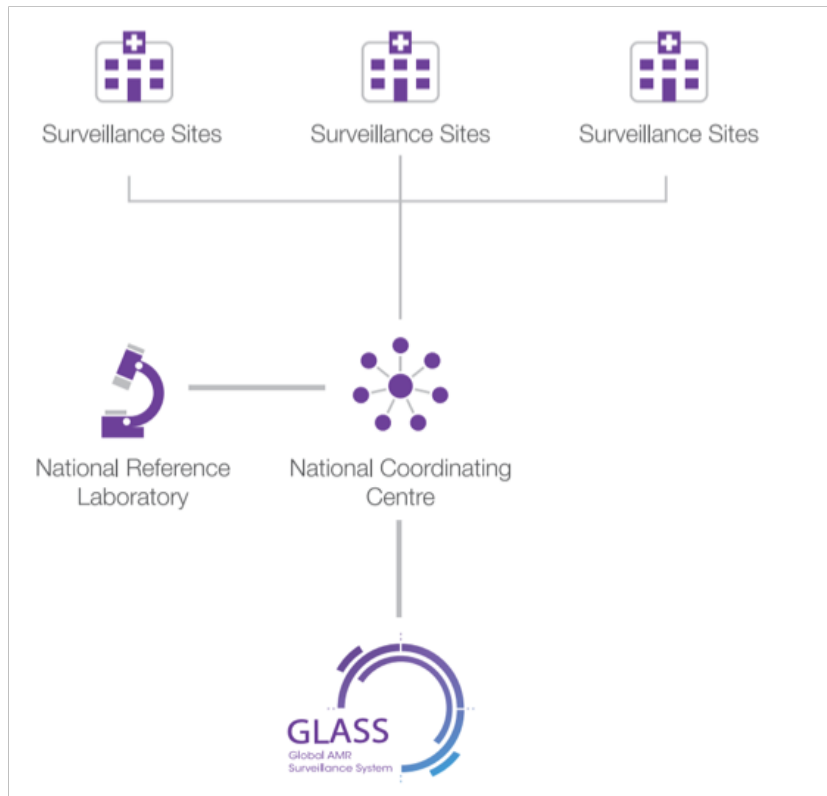 Surveillance Sites
Surveillance Sites
Surveillance Sites
National Reference
Laboratory
National Coordinating
Centre
GLASS
Global AMR
Surveillance System